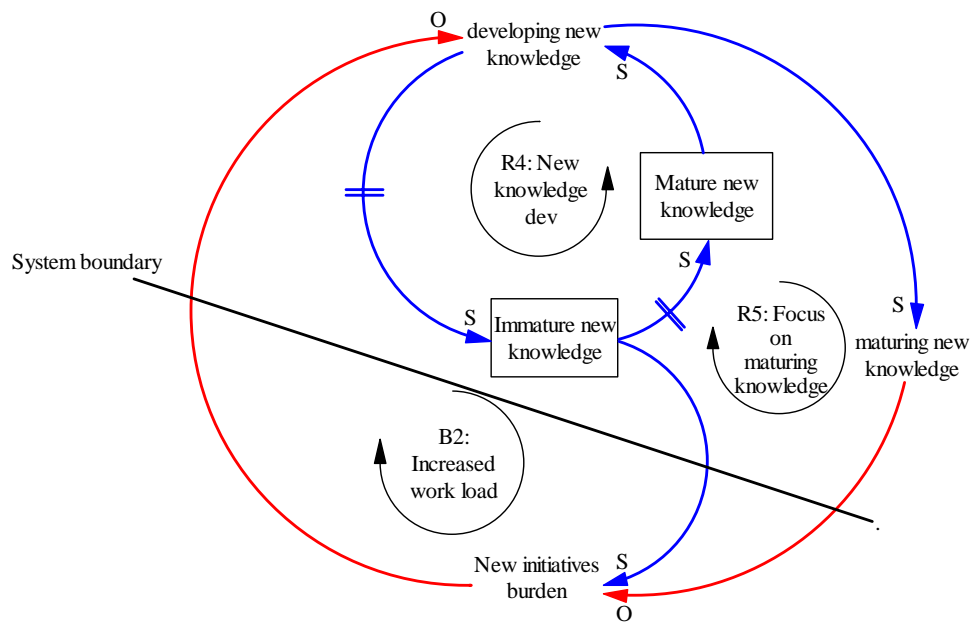 O
developing new
knowledge
S
R4: New
knowledge
dev
Mature new
knowledge
S
System boundary
S
Immature new
knowledge
R5: Focus
on
maturing
knowledge
S
maturing new
knowledge
B2:
Increased
work load
.
New initiatives
burden
S
O